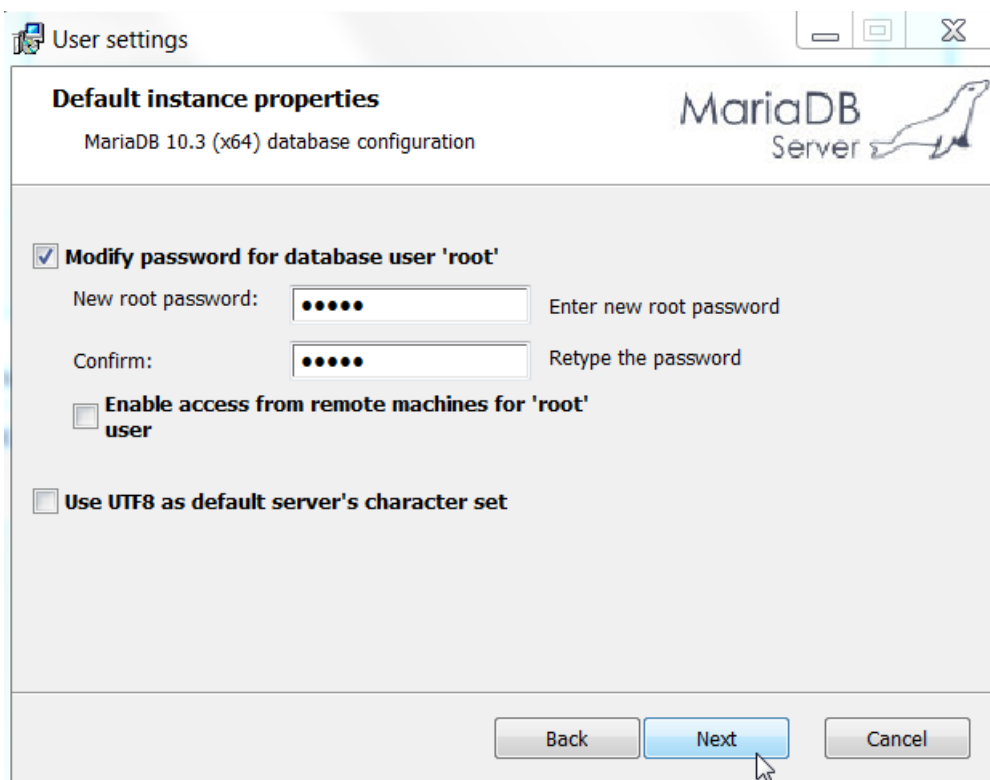 User settings
Default instance properties
MariaDB
Server
MariaDB 10.3 (x64) database configuration
Modify password for database user 'root'
New root password: ••••• Enter new root password
Confirm: ••••• Retype the password
Enable access from remote machines for 'root'
user
Use UTF8 as default server's character set
Back Next Cancel